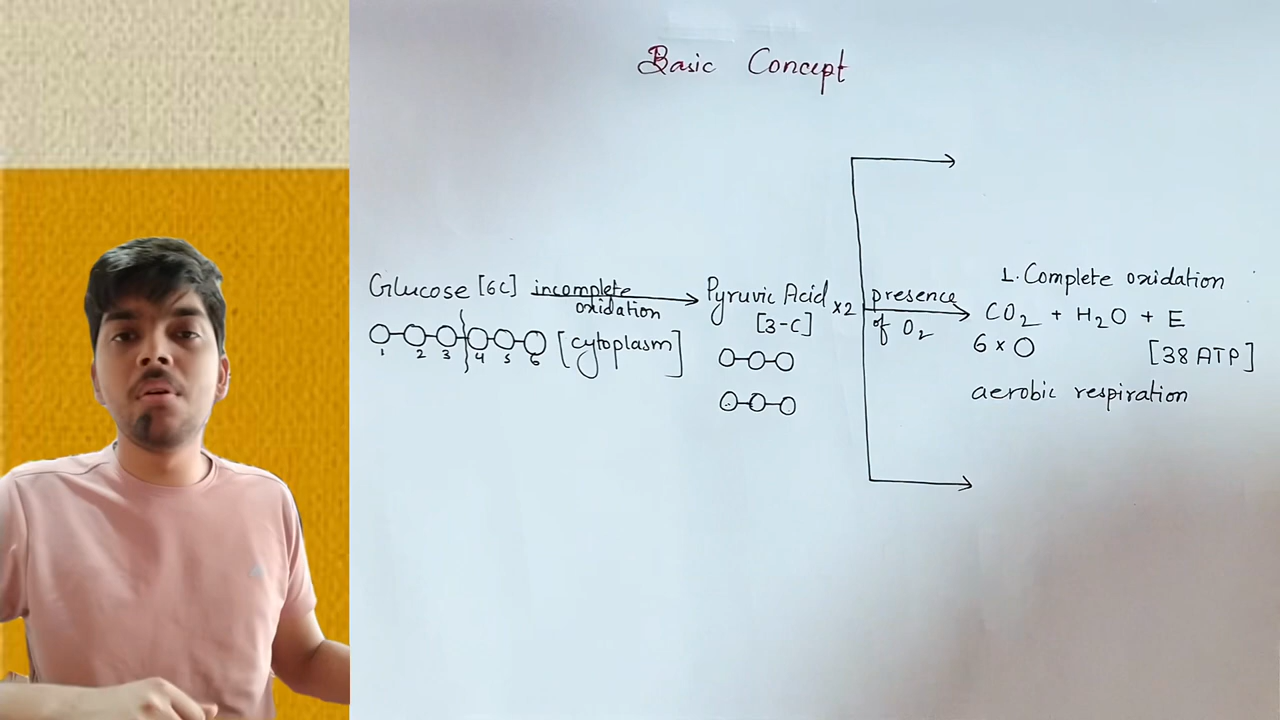 Basic Concept
Glucose [6C] incomplete oxidation
1 2 3 4 5 6 [cytoplasm]
Pyruvic Acid ×2
[3-C]
presence of O2
1. Complete oxidation
CO2 + H2O + E
6 × O [38 ATP]
aerobic respiration